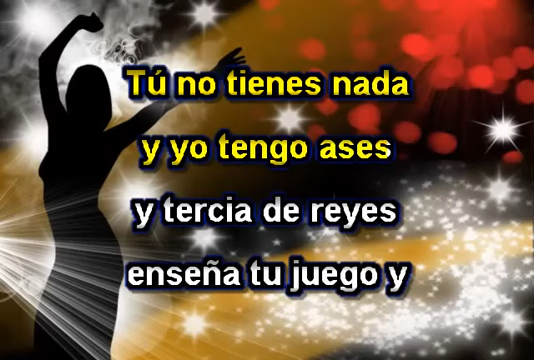 Tú no tienes nada
y yo tengo ases
y tercia de reyes
enseña tu juego y